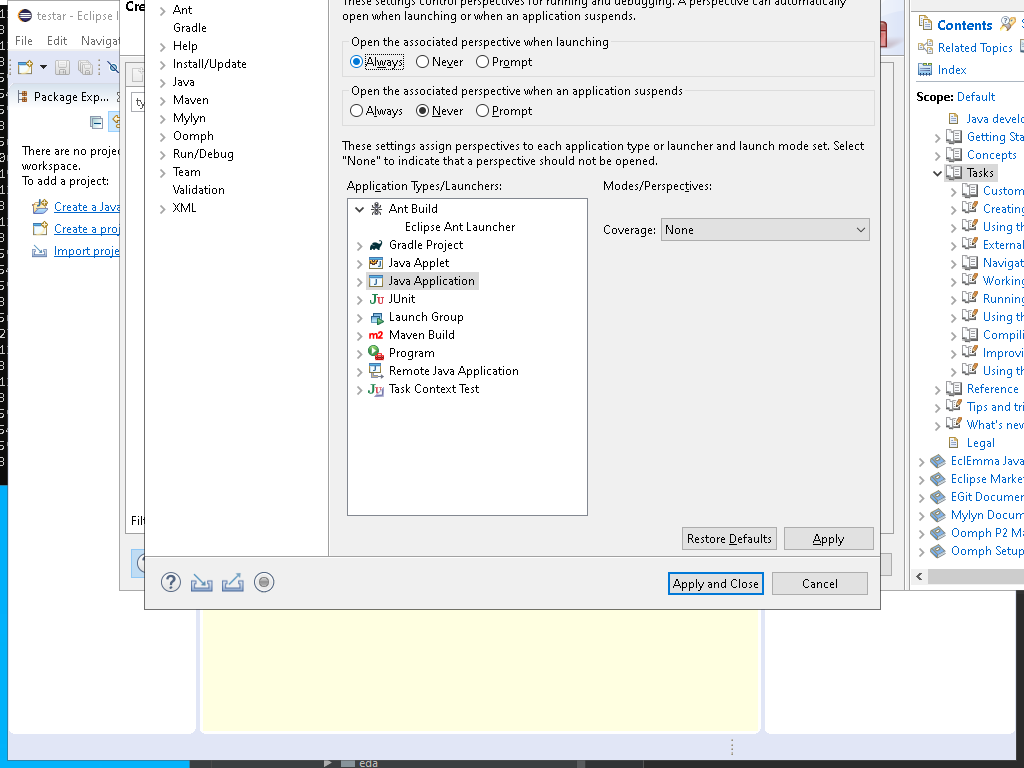 testar - Eclipse I
File Edit Navigat
Package Exp...
There are no projec
workspace.
To add a project:
Create a Java
Create a proj
Import proje
Cre
ty
Filt
Ant
Gradle
Help
Install/Update
Java
Maven
Mylyn
Oomph
Run/Debug
Team
Validation
XML
These settings control perspectives for running and debugging. A perspective can automatically
open when launching or when an application suspends.
Open the associated perspective when launching
Always Never Prompt
Open the associated perspective when an application suspends
Always Never Prompt
These settings assign perspectives to each application type or launcher and launch mode set. Select
"None" to indicate that a perspective should not be opened.
Application Types/Launchers:
Modes/Perspectives:
Ant Build
Eclipse Ant Launcher
Gradle Project
Java Applet
Java Application
JUnit
Launch Group
Maven Build
Program
Remote Java Application
Task Context Test
Coverage: None
Restore Defaults Apply
Apply and Close Cancel
Contents
Related Topics
Index
Scope: Default
Java develo
Getting Sta
Concepts
Tasks
Custom
Creating
Using th
External
Navigat
Working
Running
Using th
Compili
Improvi
Using th
Reference
Tips and tri
What's new
Legal
EclEmma Java
Eclipse Marke
EGit Documen
Mylyn Docum
Oomph P2 Ma
Oomph Setup
eda